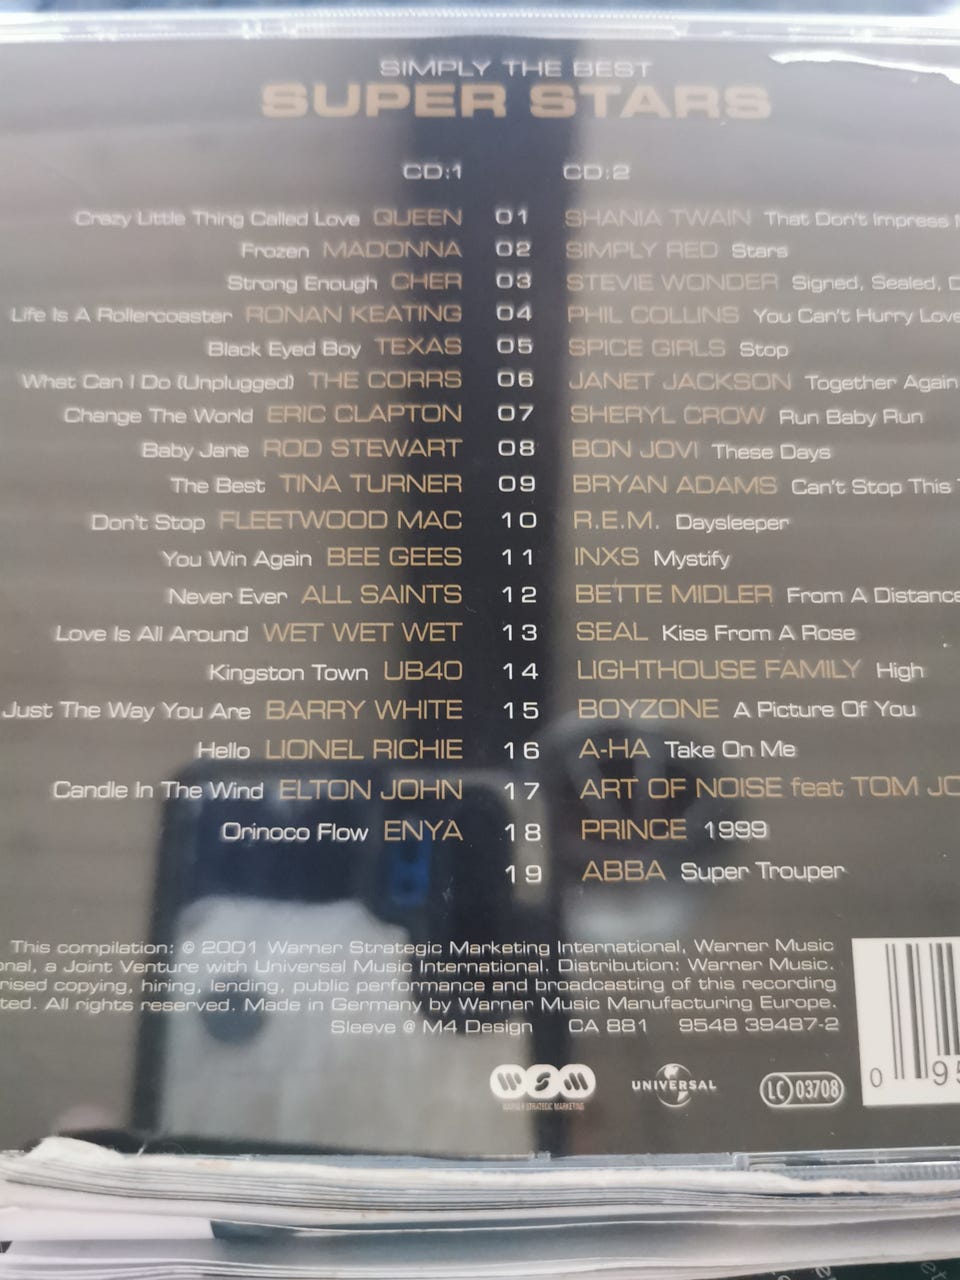 SIMPLY THE BEST
SUPER STARS
CD:1 CD:2
Crazy Little Thing Called Love QUEEN 01 SHANIA TWAIN That Don't Impress
Frozen MADONNA 02 SIMPLY RED Stars
Strong Enough CHER 03 STEVIE WONDER Signed, Sealed,
Life Is A Rollercoaster RONAN KEATING 04 PHIL COLLINS You Can't Hurry Love
Black Eyed Boy TEXAS 05 SPICE GIRLS Stop
What Can I Do (Unplugged) THE CORRS 06 JANET JACKSON Together Again
Change The World ERIC CLAPTON 07 SHERYL CROW Run Baby Run
Baby Jane ROD STEWART 08 BON JOVI These Days
The Best TINA TURNER 09 BRYAN ADAMS Can't Stop This
Don't Stop FLEETWOOD MAC 10 R.E.M. Daysleeper
You Win Again BEE GEES 11 INXS Mystify
Never Ever ALL SAINTS 12 BETTE MIDLER From A Distance
Love Is All Around WET WET WET 13 SEAL Kiss From A Rose
Kingston Town UB40 14 LIGHTHOUSE FAMILY High
Just The Way You Are BARRY WHITE 15 BOYZONE A Picture Of You
Hello LIONEL RICHIE 16 A-HA Take On Me
Candle In The Wind ELTON JOHN 17 ART OF NOISE feat TOM JO
Orinoco Flow ENYA 18 PRINCE 1999
19 ABBA Super Trouper
This compilation: © 2001 Warner Strategic Marketing International, Warner Music
onal, a Joint Venture with Universal Music International. Distribution: Warner Music.
rised copying, hiring, lending, public performance and broadcasting of this recording
ted. All rights reserved. Made in Germany by Warner Music Manufacturing Europe.
Sleeve @ M4 Design CA 881 9548 39487-2
WSM UNIVERSAL LC 03708
WARNER STRATEGIC MARKETING
0 95